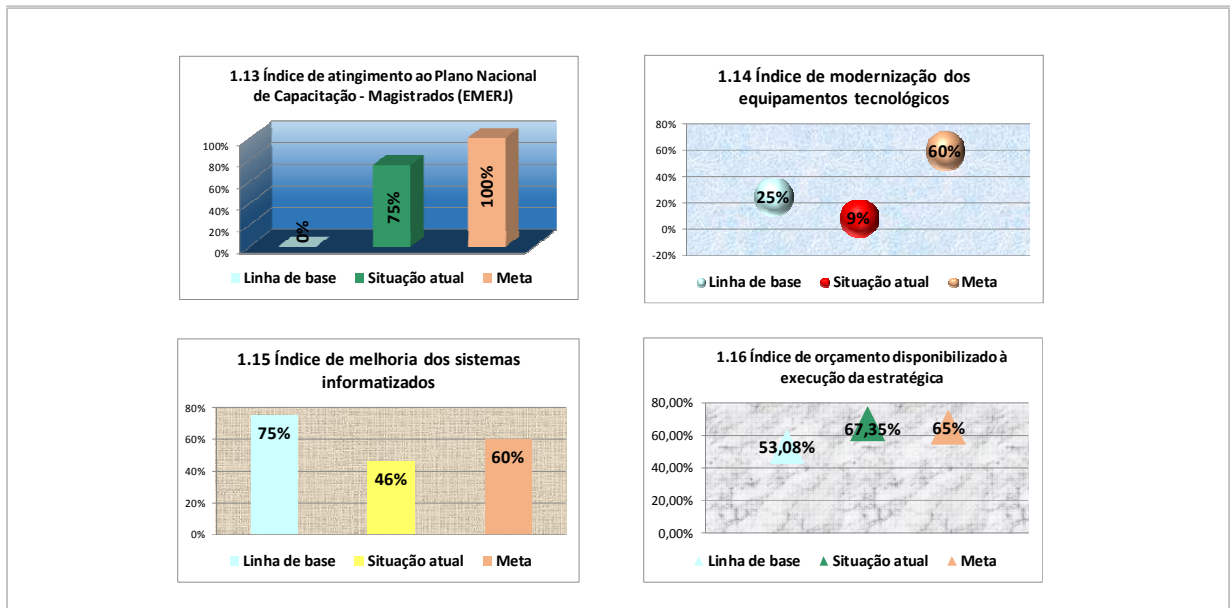 1.13 Índice de atingimento ao Plano Nacional
de Capacitação - Magistrados (EMERJ)
100%
80%
60%
40%
20%
0%
0%
75%
100%
Linha de base Situação atual Meta
1.14 Índice de modernização dos
equipamentos tecnológicos
80%
60%
40%
20%
0%
-20%
25%
9%
60%
Linha de base Situação atual Meta
1.15 Índice de melhoria dos sistemas
informatizados
80%
60%
40%
20%
0%
75%
46%
60%
Linha de base Situação atual Meta
1.16 Índice de orçamento disponibilizado à
execução da estratégica
80,00%
60,00%
40,00%
20,00%
0,00%
53,08%
67,35%
65%
Linha de base Situação atual Meta